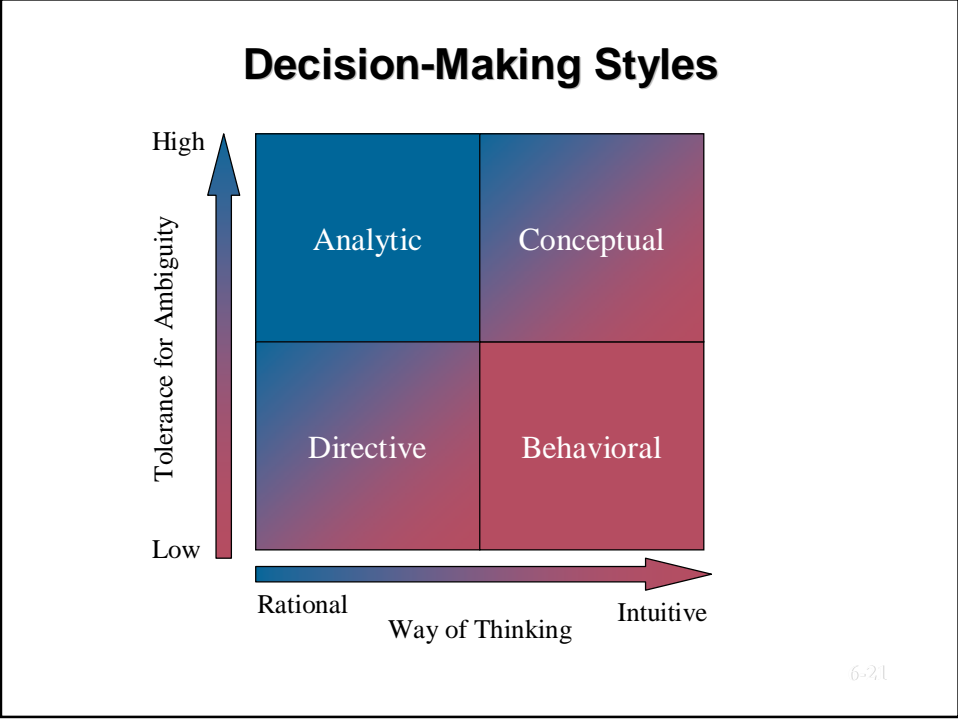 Decision-Making Styles
High
Tolerance for Ambiguity
Analytic
Conceptual
Directive
Behavioral
Low
Rational
Intuitive
Way of Thinking
6-21